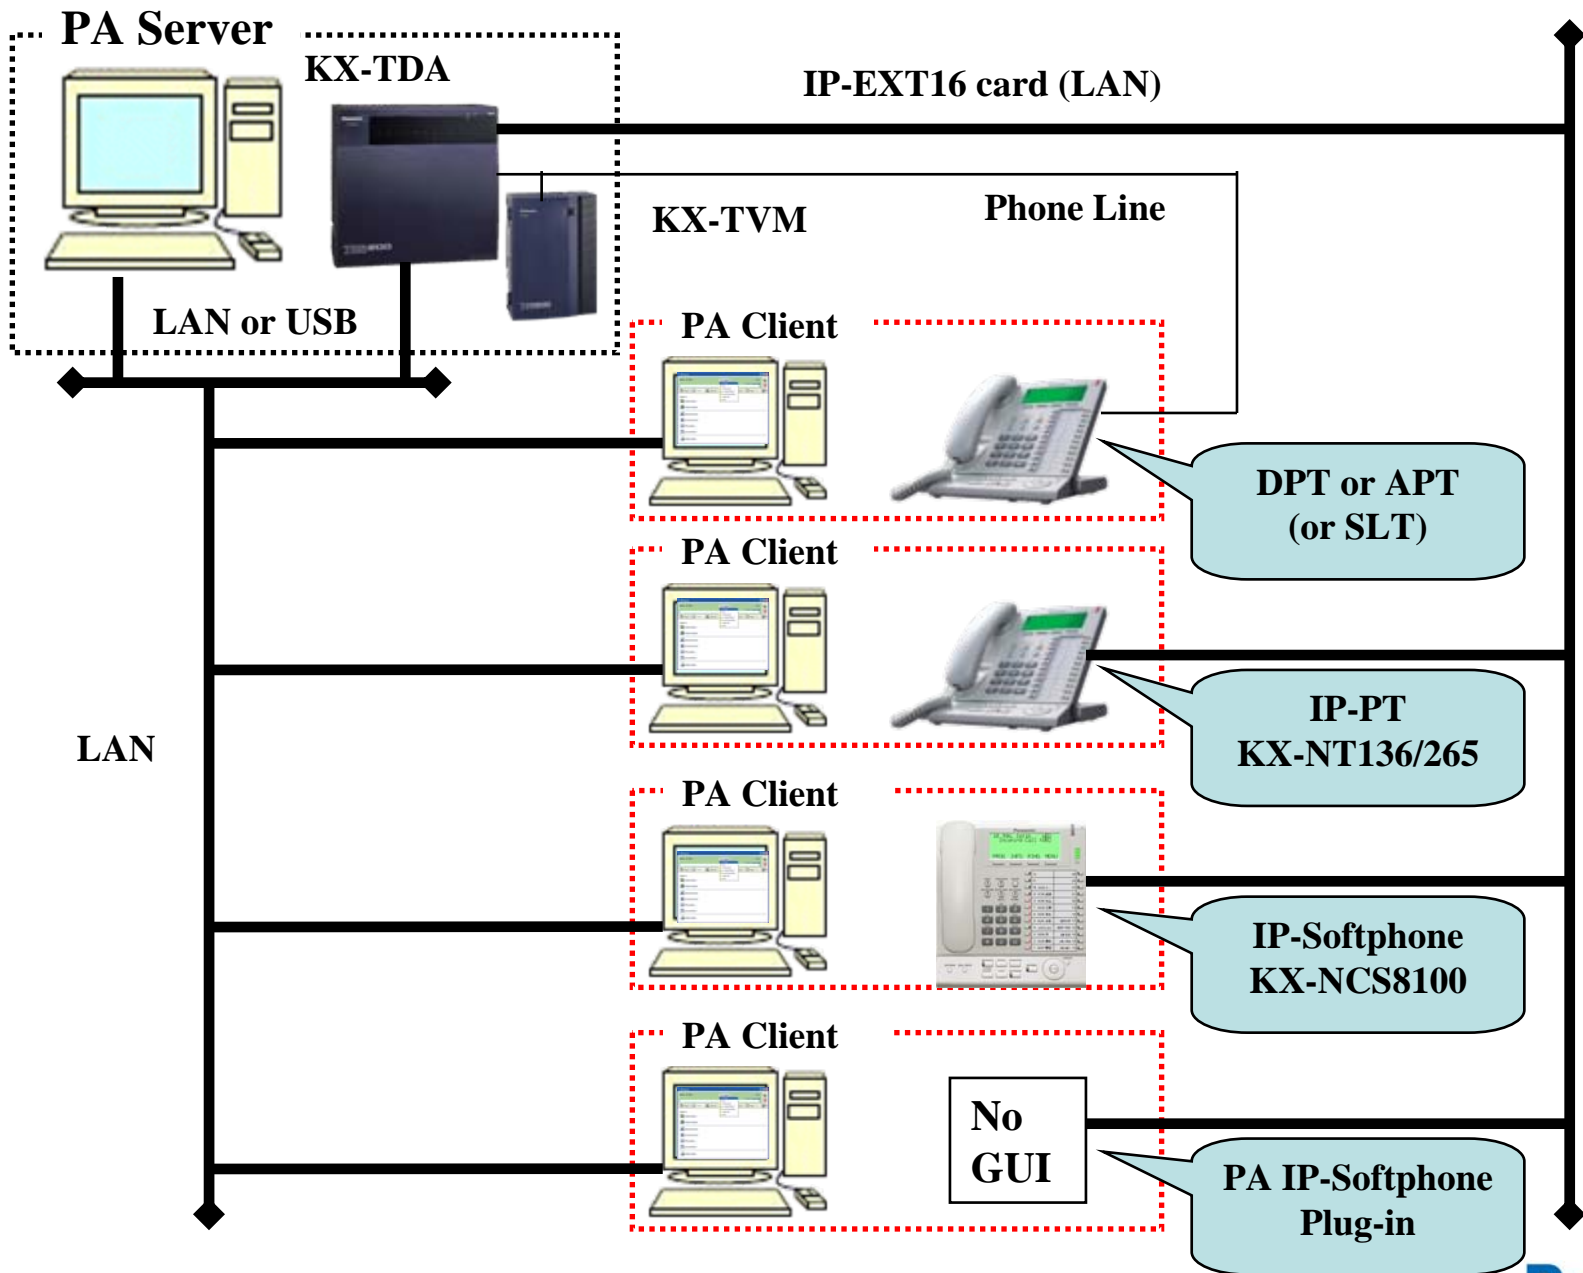 PA Server
KX-TDA
IP-EXT16 card (LAN)
KX-TVM
Phone Line
LAN or USB
PA Client
DPT or APT
(or SLT)
PA Client
IP-PT
KX-NT136/265
LAN
PA Client
IP-Softphone
KX-NCS8100
PA Client
No
GUI
PA IP-Softphone
Plug-in